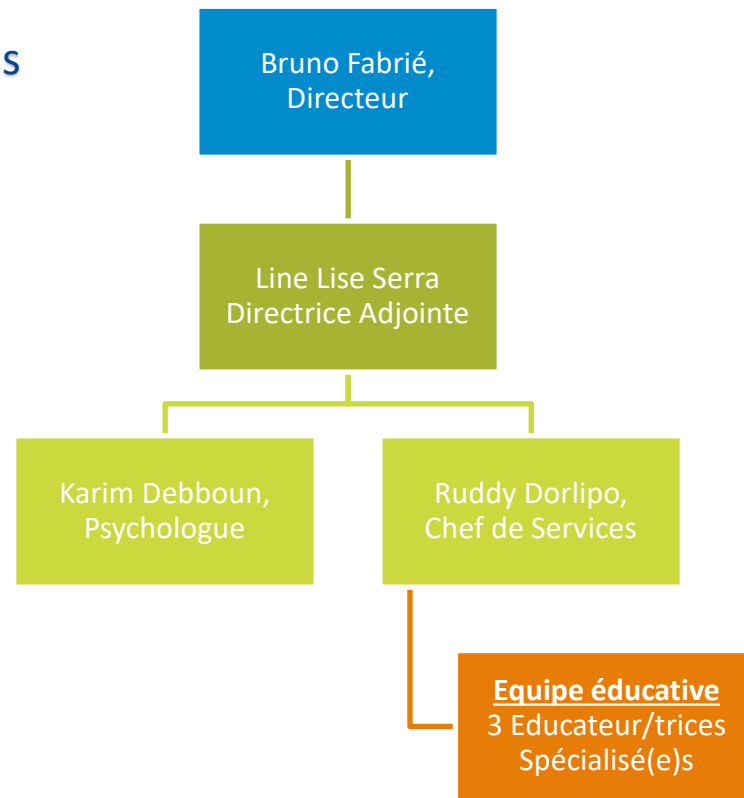 s
Bruno Fabrié,
Directeur
Line Lise Serra
Directrice Adjointe
Karim Debboun,
Psychologue
Ruddy Dorlipo,
Chef de Services
Equipe éducative
3 Educateur/trices
Spécialisé(e)s